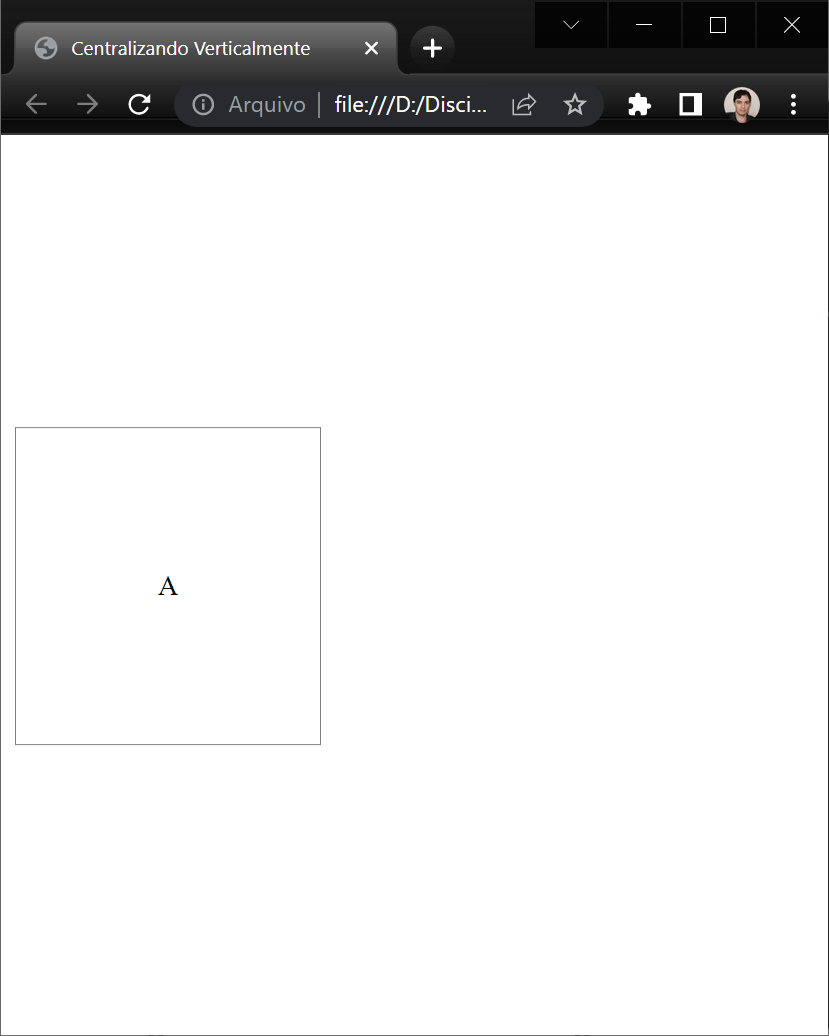 Centralizando Verticalmente
Arquivo file:///D:/Disci...
A